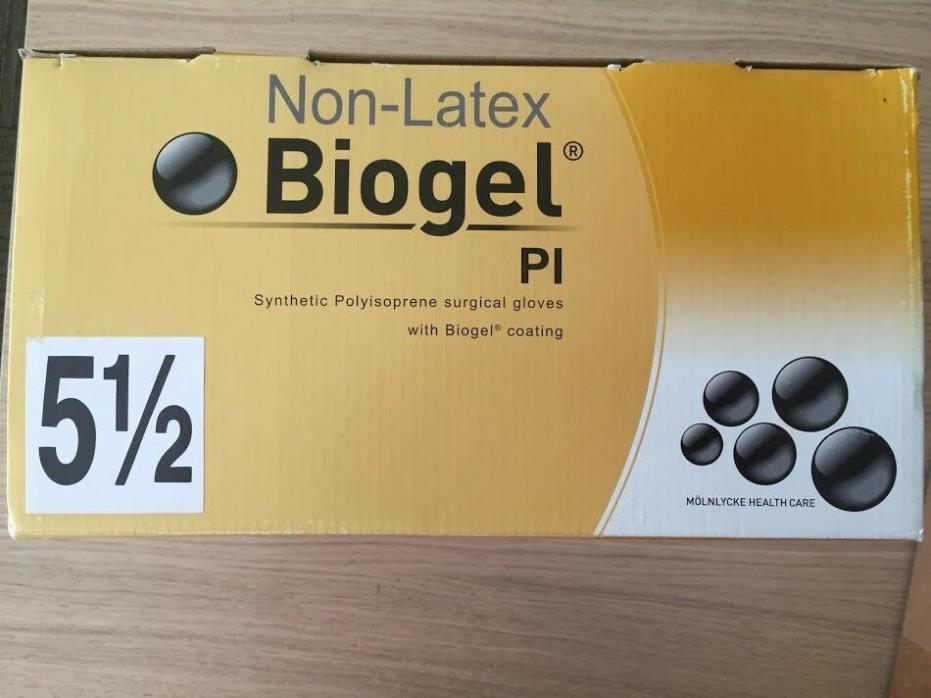 Non-Latex
Biogel®
PI
Synthetic Polyisoprene surgical gloves
with Biogel® coating
5½
MÖLNLYCKE HEALTH CARE